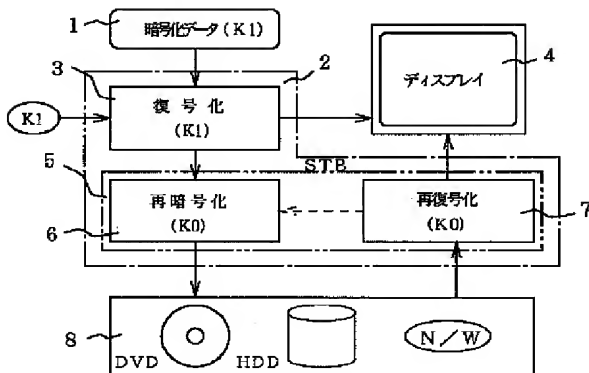 1
暗号化データ(K1)
2
3
復号化
(K1)
K1
ディスプレイ
4
STB
5
再暗号化
(K0)
6
再復号化
(K0)
7
8
DVD
HDD
N/W